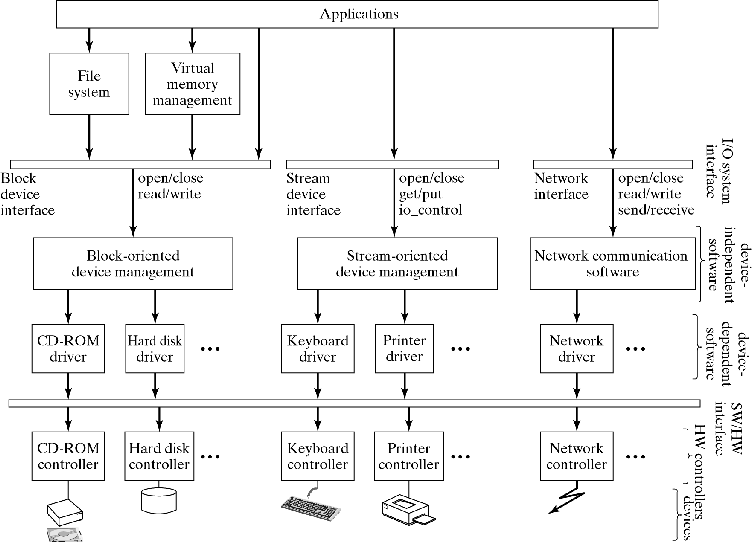 Applications
File
system
Virtual
memory
management
Block
device
interface
open/close
read/write
Stream
device
interface
open/close
get/put
io_control
Network
interface
open/close
read/write
send/receive
I/O system
interface
Block-oriented
device management
Stream-oriented
device management
Network communication
software
device-
independent
software
CD-ROM
driver
Hard disk
driver
...
Keyboard
driver
Printer
driver
...
Network
driver
...
device-
dependent
software
SW/HW
interface
CD-ROM
controller
Hard disk
controller
...
Keyboard
controller
Printer
controller
...
Network
controller
...
HW controllers
devices